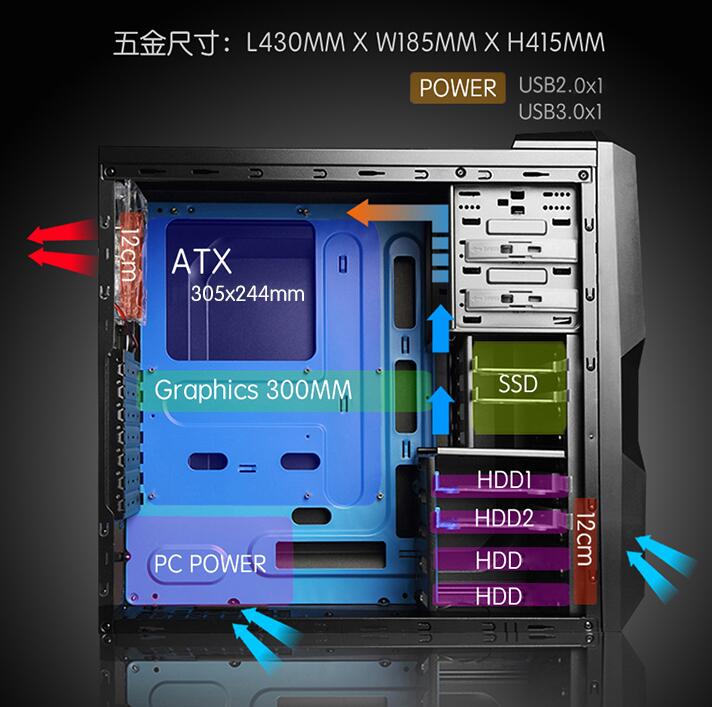 五金尺寸：L430MM X W185MM X H415MM
POWER
USB2.0x1
USB3.0x1
12cm
ATX
305x244mm
Graphics 300MM
SSD
HDD1
HDD2
12cm
PC POWER
HDD
HDD